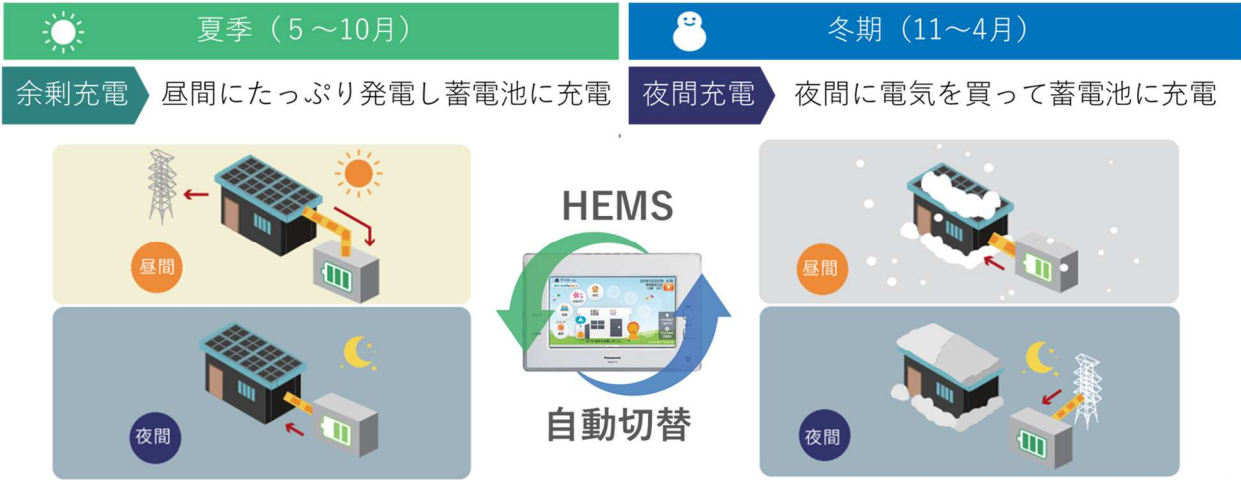 夏季（５～10月）
冬期（11～4月）
余剰充電
昼間にたっぷり発電し蓄電池に充電
夜間充電
夜間に電気を買って蓄電池に充電
HEMS
昼間
昼間
Panasonic
自動切替
夜間
夜間